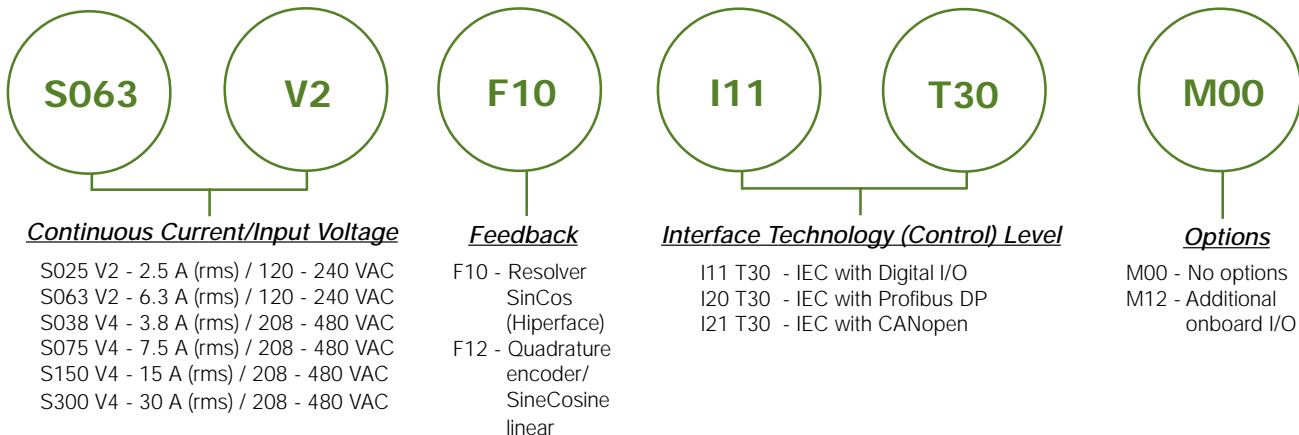 S063 V2 F10 I11 T30 M00
Continuous Current/Input Voltage
S025 V2 - 2.5 A (rms) / 120 - 240 VAC
S063 V2 - 6.3 A (rms) / 120 - 240 VAC
S038 V4 - 3.8 A (rms) / 208 - 480 VAC
S075 V4 - 7.5 A (rms) / 208 - 480 VAC
S150 V4 - 15 A (rms) / 208 - 480 VAC
S300 V4 - 30 A (rms) / 208 - 480 VAC
Feedback
F10 - Resolver
SinCos
(Hiperface)
F12 - Quadrature
encoder/
SineCosine
linear
Interface Technology (Control) Level
I11 T30 - IEC with Digital I/O
I20 T30 - IEC with Profibus DP
I21 T30 - IEC with CANopen
Options
M00 - No options
M12 - Additional
onboard I/O